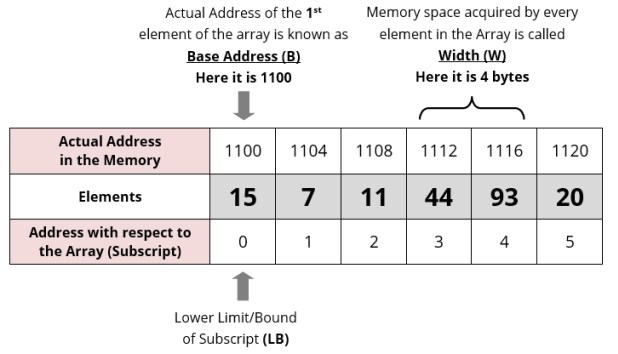 Actual Address of the 1st
element of the array is known as
Base Address (B)
Here it is 1100
Memory space acquired by every
element in the Array is called
Width (W)
Here it is 4 bytes
Actual Address
in the Memory
1100 1104 1108 1112 1116 1120
Elements
15 7 11 44 93 20
Address with respect to
the Array (Subscript)
0 1 2 3 4 5
Lower Limit/Bound
of Subscript (LB)